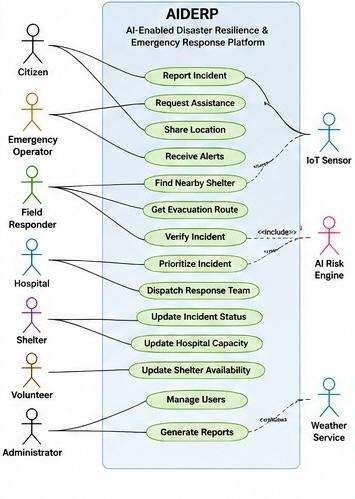 AIDERP
AI-Enabled Disaster Resilience &
Emergency Response Platform
Citizen
Emergency
Operator
Field
Responder
Hospital
Shelter
Volunteer
Administrator
Report Incident
Request Assistance
Share Location
Receive Alerts
Find Nearby Shelter
Get Evacuation Route
Verify Incident
Prioritize Incident
Dispatch Response Team
Update Incident Status
Update Hospital Capacity
Update Shelter Availability
Manage Users
Generate Reports
<<include>>
IoT Sensor
AI Risk
Engine
Weather
Service